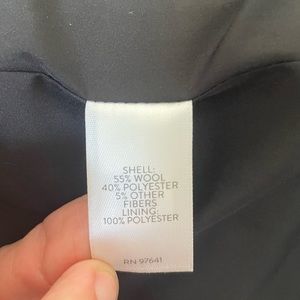 SHELL:
55% WOOL
40% POLYESTER
5% OTHER
FIBERS
LINING:
100% POLYESTER
RN 97641